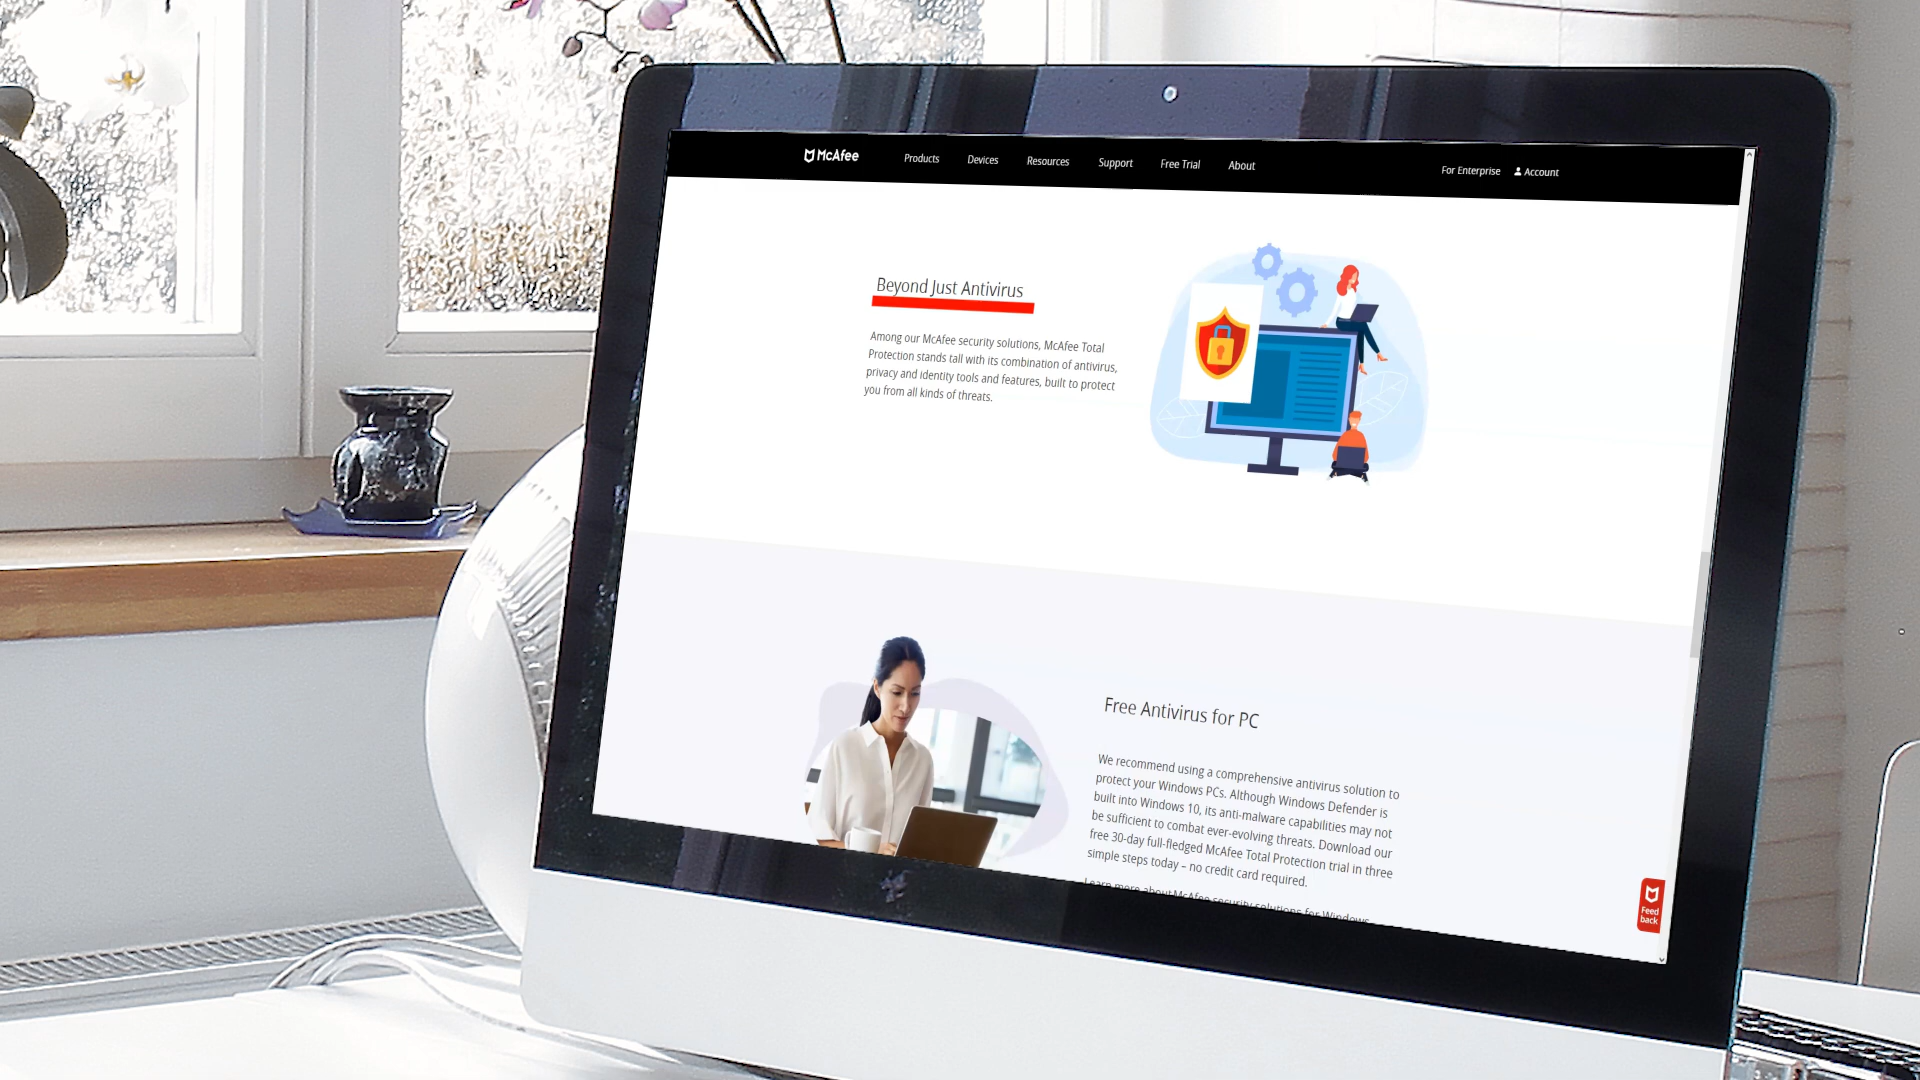 McAfee
Products Devices Resources Support Free Trial About
For Enterprise Account
Beyond Just Antivirus
Among our McAfee security solutions, McAfee Total
Protection stands tall with its combination of antivirus,
privacy and identity tools and features, built to protect
you from all kinds of threats.
Free Antivirus for PC
We recommend using a comprehensive antivirus solution to
protect your Windows PCs. Although Windows Defender is
built into Windows 10, its anti-malware capabilities may not
be sufficient to combat ever-evolving threats. Download our
free 30-day full-fledged McAfee Total Protection trial in three
simple steps today – no credit card required.
Learn more about McAfee security solutions for Windows
Feed
back